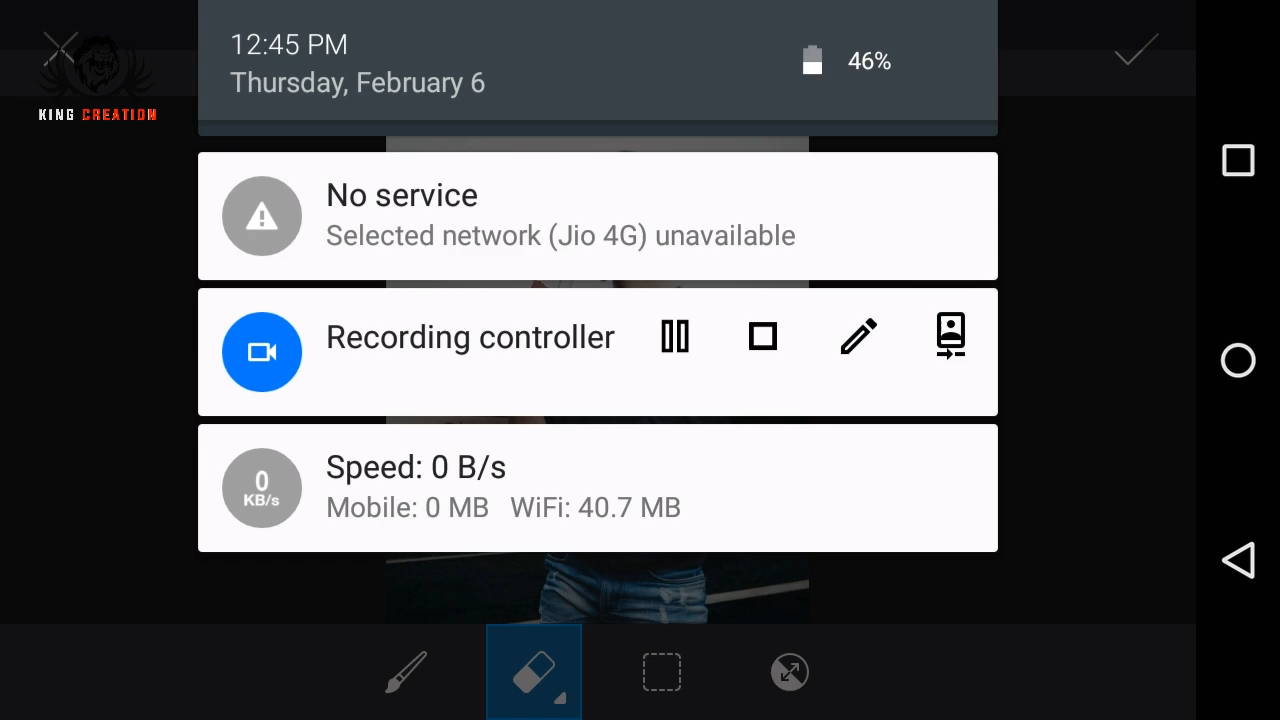 12:45 PM
46%
Thursday, February 6
KING CREATION
No service
Selected network (Jio 4G) unavailable
Recording controller
0
KB/s
Speed: 0 B/s
Mobile: 0 MB WiFi: 40.7 MB